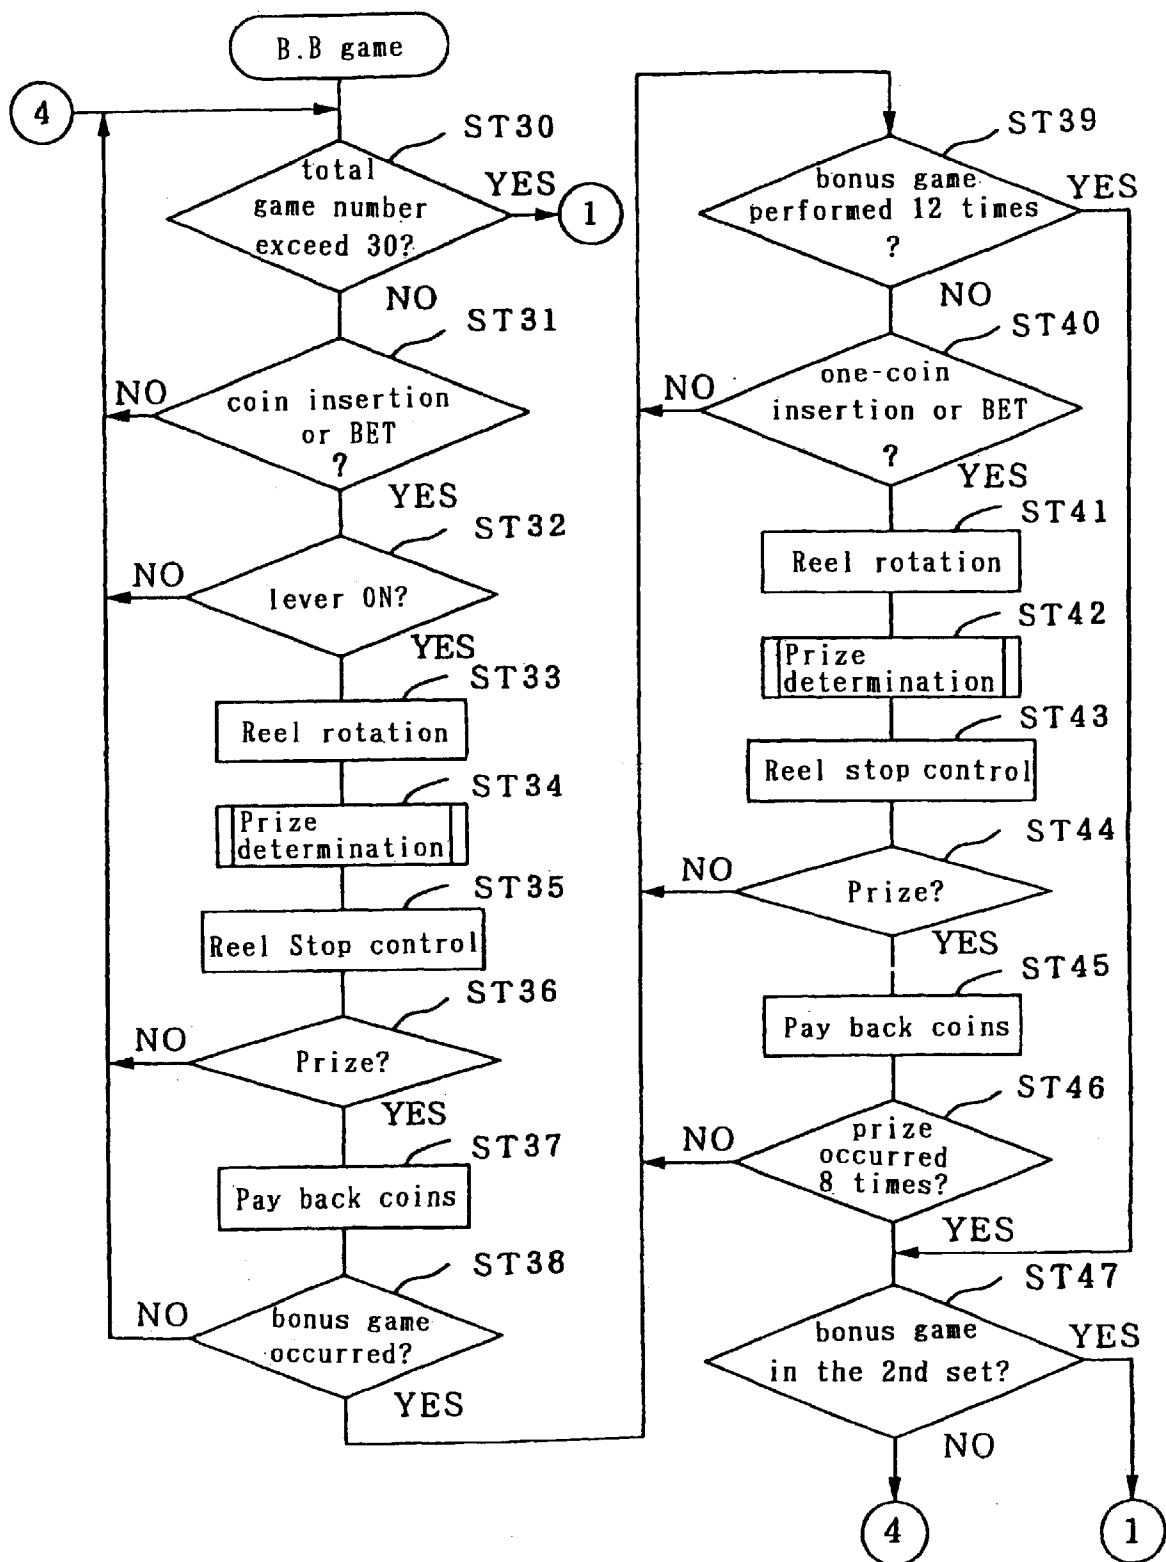 B.B game
4
ST30
total
game number
exceed 30?
YES
1
NO
ST31
coin insertion
or BET
?
NO
YES
ST32
lever ON?
NO
YES
ST33
Reel rotation
ST34
Prize
determination
ST35
Reel Stop control
ST36
Prize?
NO
YES
ST37
Pay back coins
ST38
bonus game
occurred?
NO
YES
ST39
bonus game
performed 12 times
?
YES
NO
ST40
one-coin
insertion or BET
?
NO
YES
ST41
Reel rotation
ST42
Prize
determination
ST43
Reel stop control
ST44
Prize?
NO
YES
ST45
Pay back coins
ST46
prize
occurred
8 times?
NO
YES
ST47
bonus game
in the 2nd set?
YES
NO
4
1